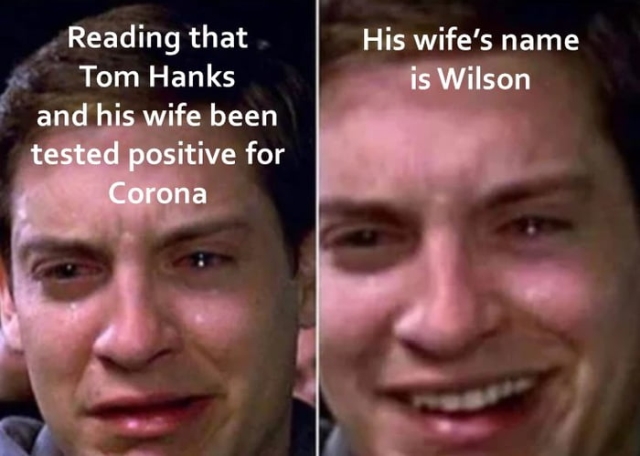 Reading that
Tom Hanks
and his wife been
tested positive for
Corona
His wife's name
is Wilson